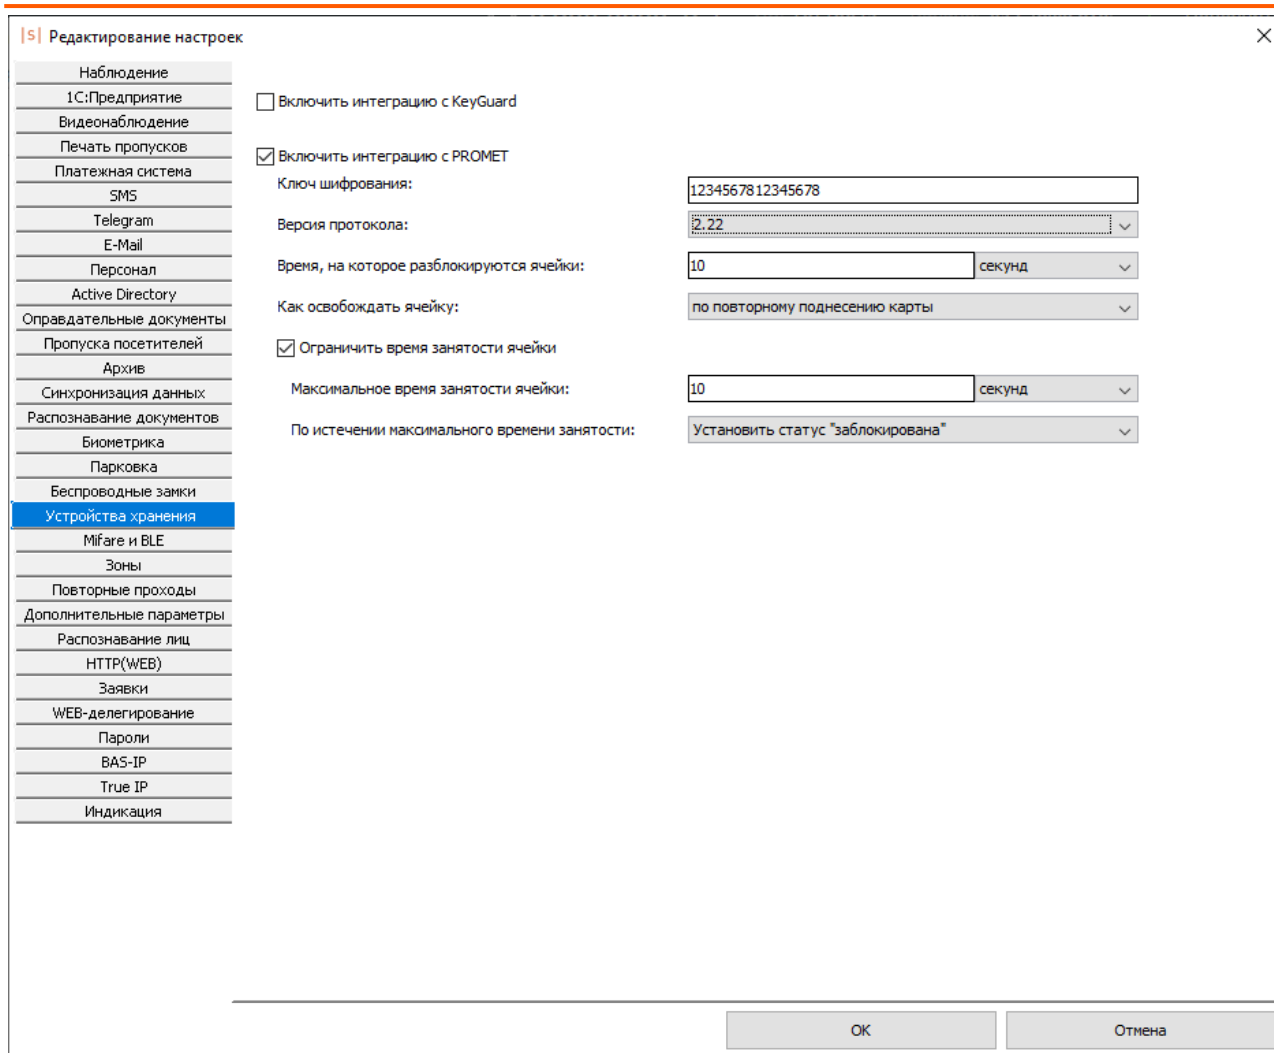 |S| Редактирование настроек
Наблюдение
1С:Предприятие
Видеонаблюдение
Печать пропусков
Платежная система
SMS
Telegram
E-Mail
Персонал
Active Directory
Оправдательные документы
Пропуска посетителей
Архив
Синхронизация данных
Распознавание документов
Биометрика
Парковка
Беспроводные замки
Устройства хранения
Mifare и BLE
Зоны
Повторные проходы
Дополнительные параметры
Распознавание лиц
HTTP(WEB)
Заявки
WEB-делегирование
Пароли
BAS-IP
True IP
Индикация
Включить интеграцию с KeyGuard
Включить интеграцию с PROMET
Ключ шифрования: 1234567812345678
Версия протокола: 2.22
Время, на которое разблокируются ячейки: 10 секунд
Как освобождать ячейку: по повторному поднесению карты
Ограничить время занятости ячейки
Максимальное время занятости ячейки: 10 секунд
По истечении максимального времени занятости: Установить статус "заблокирована"
ОК Отмена